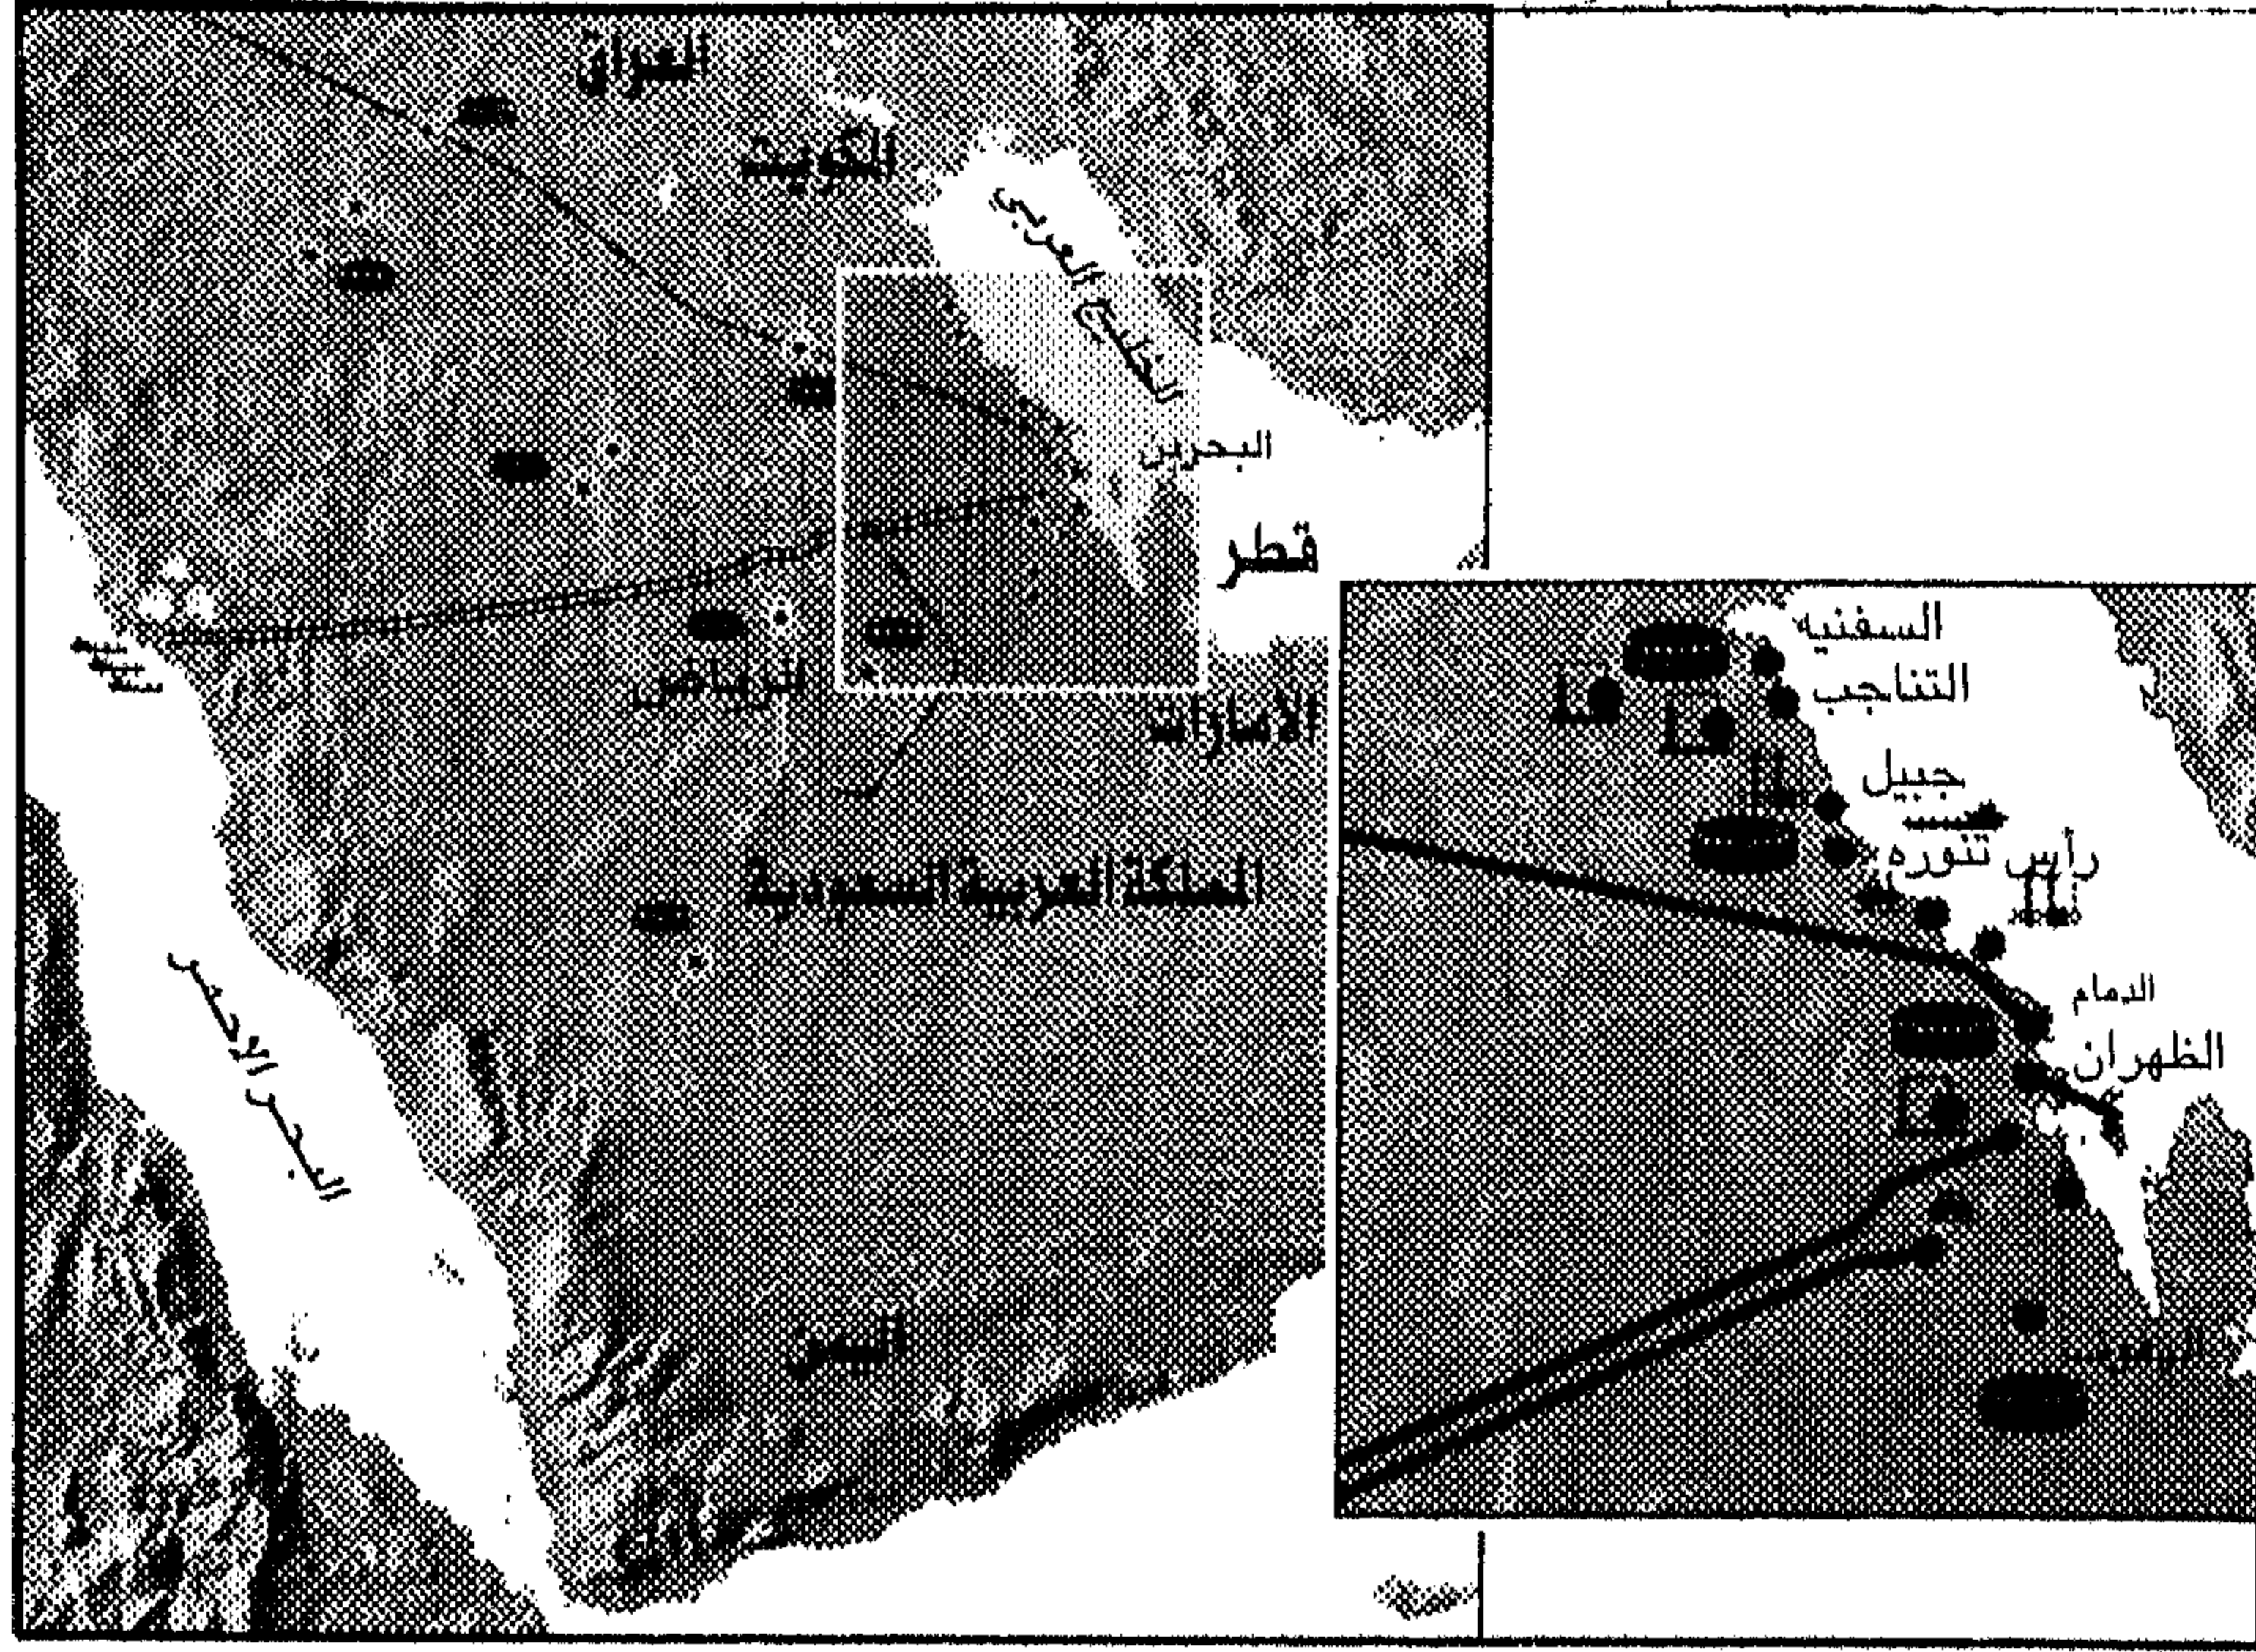 العراق
الكويت
الخليج العربي
البحرين
قطر
الرياض
الامارات
المملكة العربية السعودية
البحر الاحمر
اليمن
السفنيه
التناجب
جبيل
رأس تنوره
الدمام
الظهران